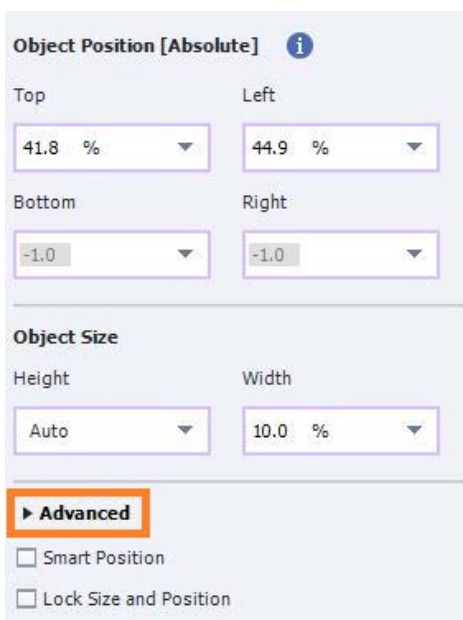 Object Position [Absolute] i
Top Left
41.8 % 44.9 %
Bottom Right
-1.0 -1.0
Object Size
Height Width
Auto 10.0 %
Advanced
Smart Position
Lock Size and Position